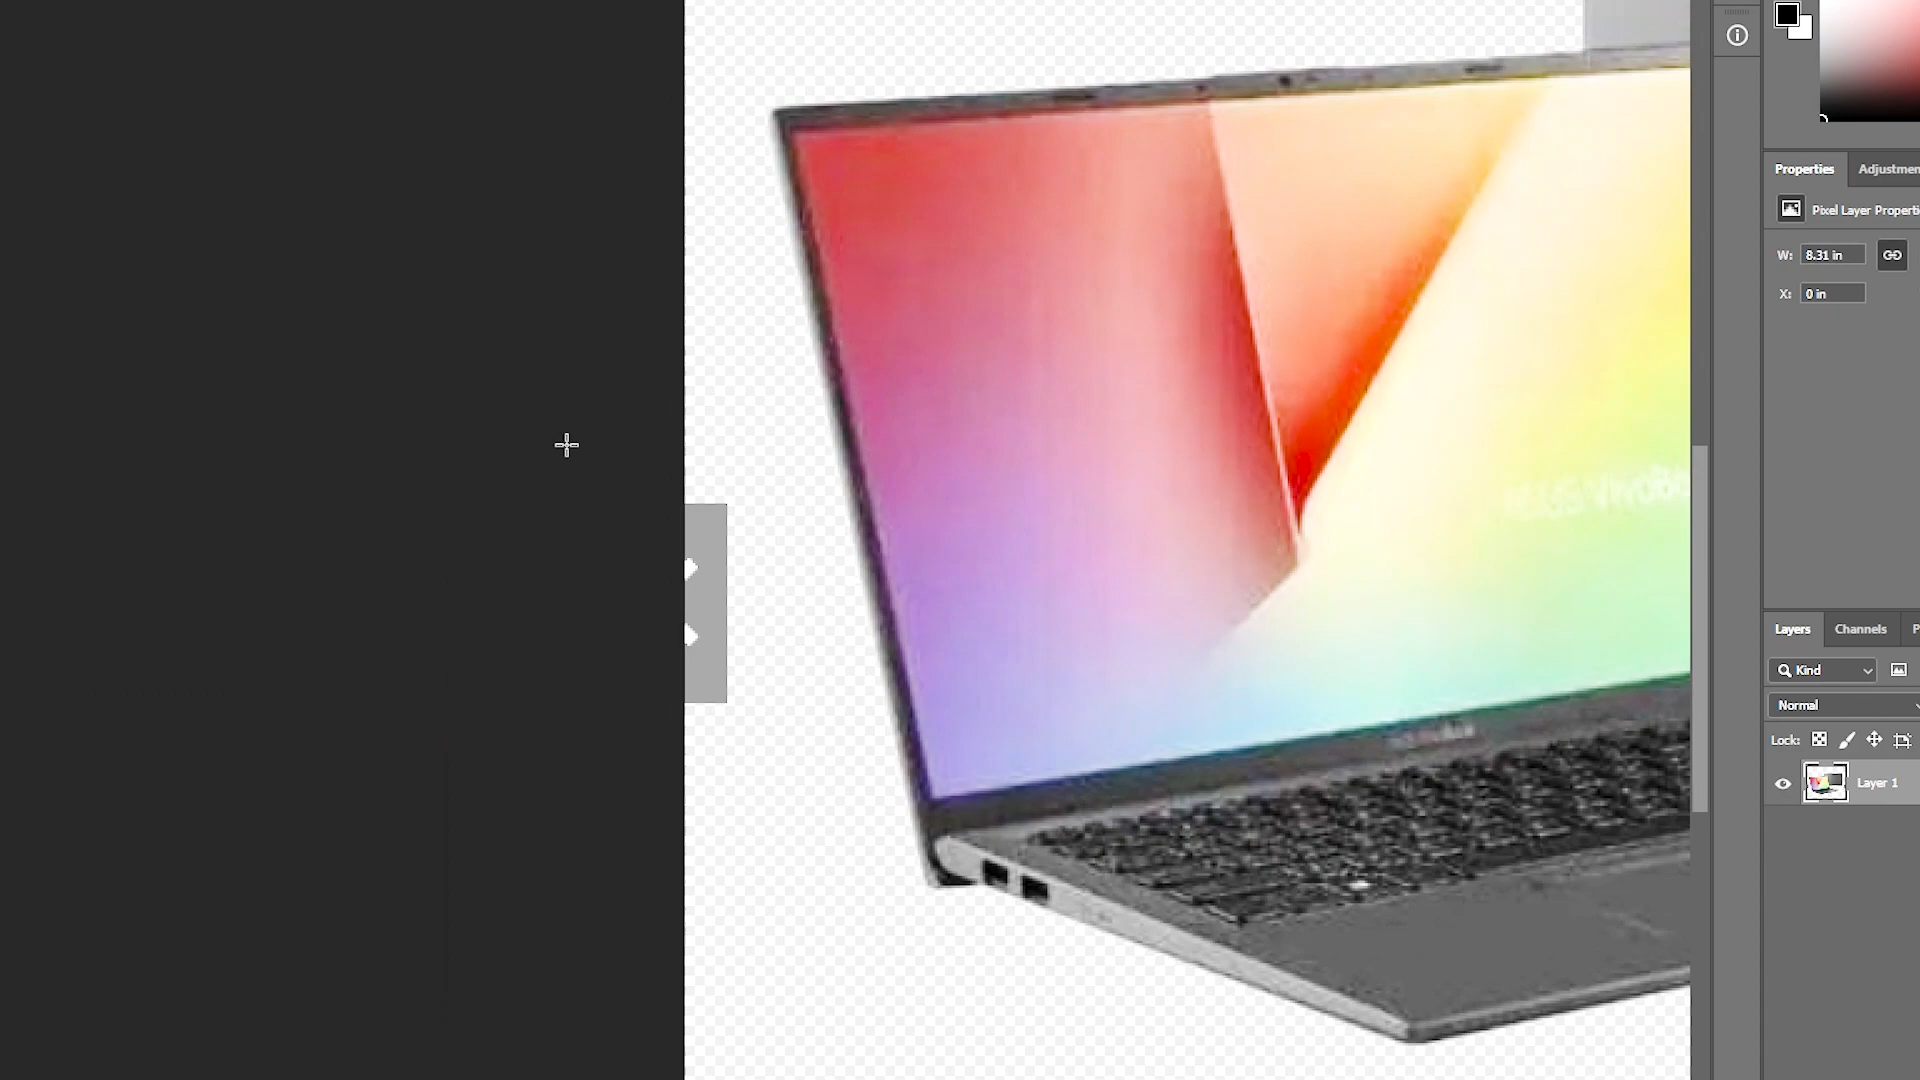 Properties
Adjustmen
Pixel Layer Properti
W: 8.31 in
X: 0 in
Layers
Channels
P
Kind
Normal
Lock:
Layer 1